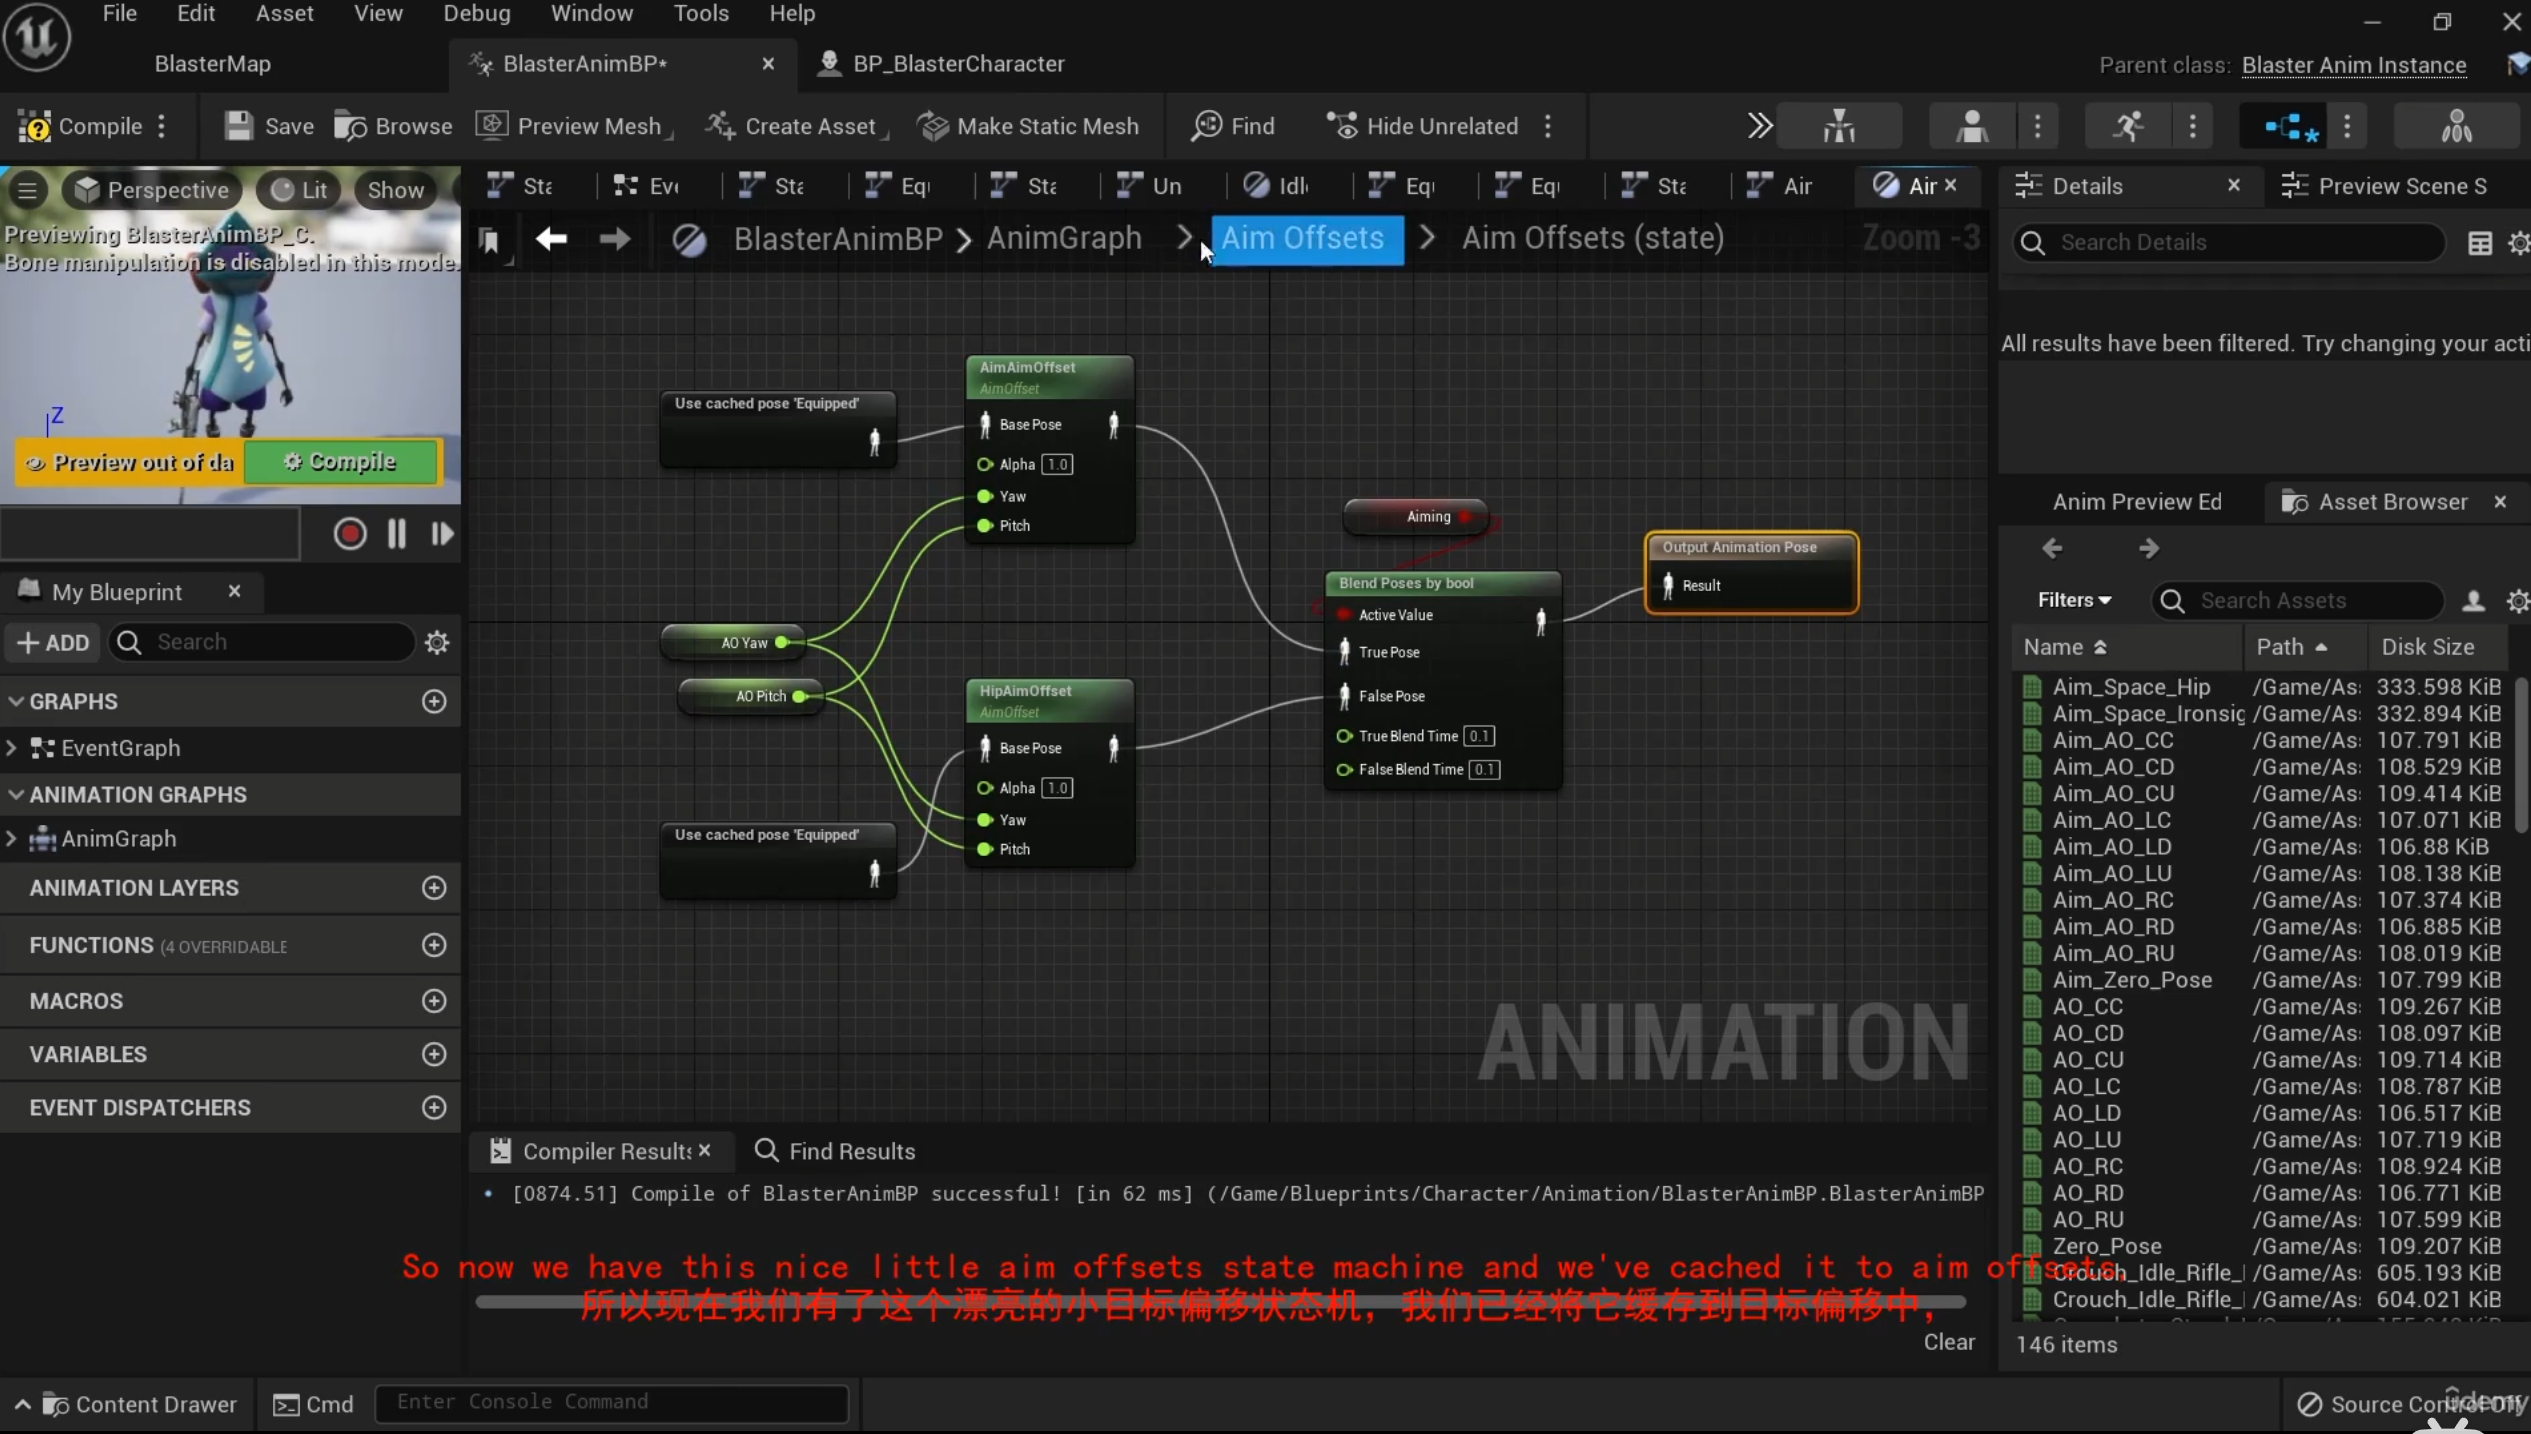 File Edit Asset View Debug Window Tools Help
BlasterMap
BlasterAnimBP*
BP_BlasterCharacter
Parent class: Blaster Anim Instance
Compile
Save
Browse
Preview Mesh
Create Asset
Make Static Mesh
Find
Hide Unrelated
Perspective
Lit
Show
Previewing BlasterAnimBP_C.
Bone manipulation is disabled in this mode.
Z
Preview out of da
Compile
Sta
Eve
Sta
Equ
Sta
Un
Idl
Equ
Equ
Sta
Air
Air
BlasterAnimBP > AnimGraph > Aim Offsets > Aim Offsets (state)
Zoom -3
Details
Preview Scene S
Search Details
All results have been filtered. Try changing your acti
My Blueprint
+ ADD
Search
GRAPHS
EventGraph
ANIMATION GRAPHS
AnimGraph
ANIMATION LAYERS
FUNCTIONS (4 OVERRIDABLE
MACROS
VARIABLES
EVENT DISPATCHERS
Use cached pose 'Equipped'
AimAimOffset
AimOffset
Base Pose
Alpha 1.0
Yaw
Pitch
AO Yaw
AO Pitch
HipAimOffset
AimOffset
Base Pose
Alpha 1.0
Yaw
Pitch
Use cached pose 'Equipped'
Aiming
Blend Poses by bool
Active Value
True Pose
False Pose
True Blend Time 0.1
False Blend Time 0.1
Output Animation Pose
Result
ANIMATION
Anim Preview Ed
Asset Browser
Filters
Search Assets
Name Path Disk Size
Aim_Space_Hip /Game/As: 333.598 KiB
Aim_Space_Ironsig /Game/As: 332.894 KiB
Aim_AO_CC /Game/As: 107.791 KiB
Aim_AO_CD /Game/As: 108.529 KiB
Aim_AO_CU /Game/As: 109.414 KiB
Aim_AO_LC /Game/As: 107.071 KiB
Aim_AO_LD /Game/As: 106.88 KiB
Aim_AO_LU /Game/As: 108.138 KiB
Aim_AO_RC /Game/As: 107.374 KiB
Aim_AO_RD /Game/As: 106.885 KiB
Aim_AO_RU /Game/As: 108.019 KiB
Aim_Zero_Pose /Game/As: 107.799 KiB
AO_CC /Game/As: 109.267 KiB
AO_CD /Game/As: 108.097 KiB
AO_CU /Game/As: 109.714 KiB
AO_LC /Game/As: 108.787 KiB
AO_LD /Game/As: 106.517 KiB
AO_LU /Game/As: 107.719 KiB
AO_RC /Game/As: 108.924 KiB
AO_RD /Game/As: 106.771 KiB
AO_RU /Game/As: 107.599 KiB
Zero_Pose /Game/As: 109.207 KiB
Crouch_Idle_Rifle_ /Game/As: 605.193 KiB
Crouch_Idle_Rifle_ /Game/As: 604.021 KiB
146 items
Compiler Results
Find Results
[0874.51] Compile of BlasterAnimBP successful! [in 62 ms] (/Game/Blueprints/Character/Animation/BlasterAnimBP.BlasterAnimBP
So now we have this nice little aim offsets state machine and we've cached it to aim offsets,
所以现在我们有了这个漂亮的小目标偏移状态机，我们已经将它缓存到目标偏移中，
Clear
Content Drawer
Cmd
Enter Console Command
Source Control Off
udemy